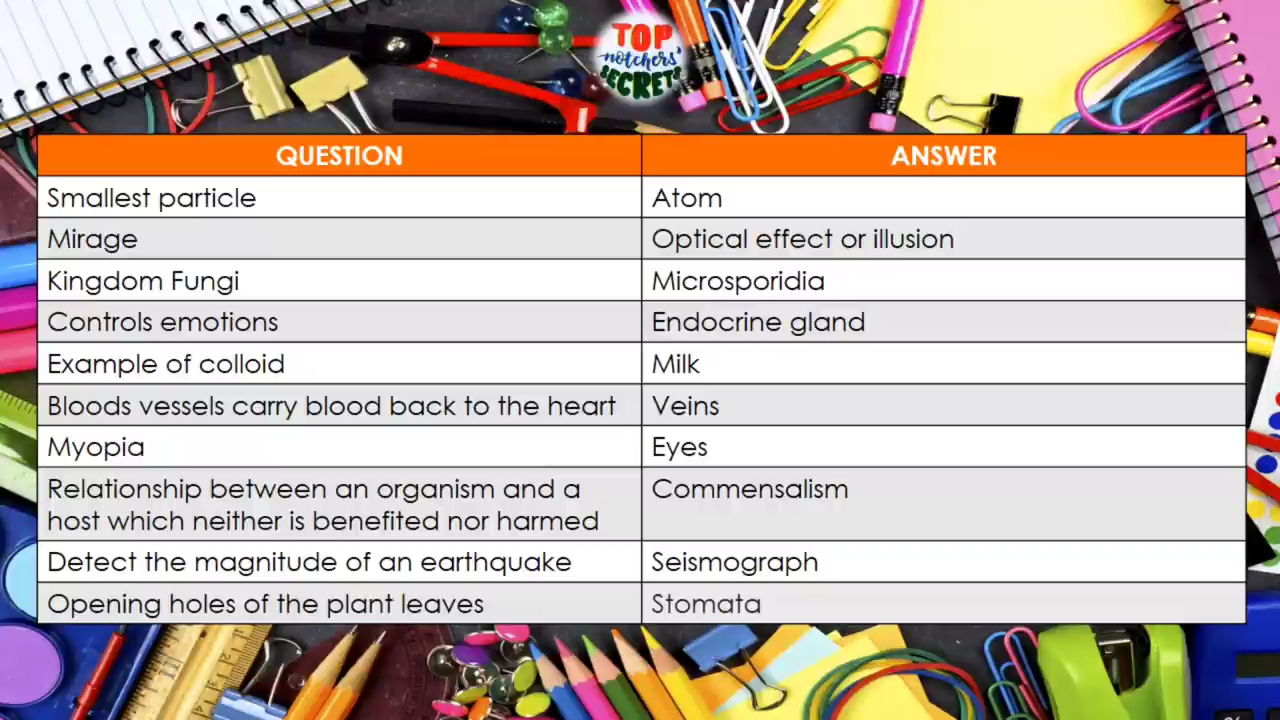 TOP
notchers'
SECRETS
QUESTION ANSWER
Smallest particle Atom
Mirage Optical effect or illusion
Kingdom Fungi Microsporidia
Controls emotions Endocrine gland
Example of colloid Milk
Bloods vessels carry blood back to the heart Veins
Myopia Eyes
Relationship between an organism and a Commensalism
host which neither is benefited nor harmed
Detect the magnitude of an earthquake Seismograph
Opening holes of the plant leaves Stomata